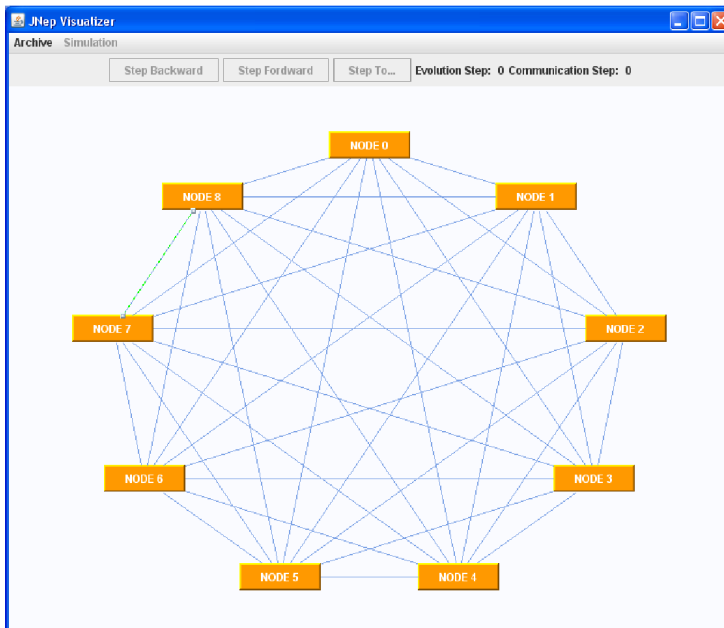 JNep Visualizer
Archive Simulation
Step Backward Step Fordward Step To... Evolution Step: 0 Communication Step: 0
NODE 0
NODE 8 NODE 1
NODE 7 NODE 2
NODE 6 NODE 3
NODE 5 NODE 4